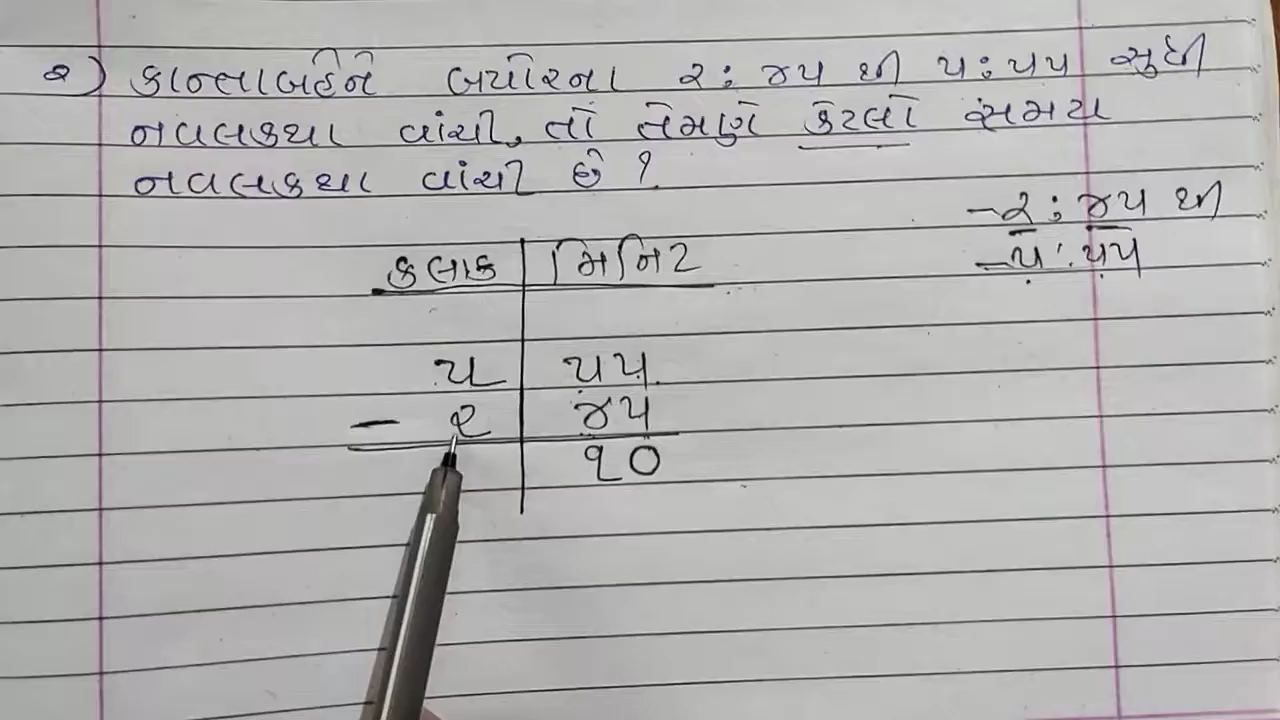 ૨) કાન્તાબહેને બપોરના ૨:૪૫ થી ૫:૫૫ સુધી
નવલકથા વાંચી, તો તેમણે કેટલો સમય
નવલકથા વાંચી હશે ?
-૨:૪૫ થી
-૫:૫૫
કલાક મિનિટ
૫ ૫૫
- ૨ ૪૫
૧૦